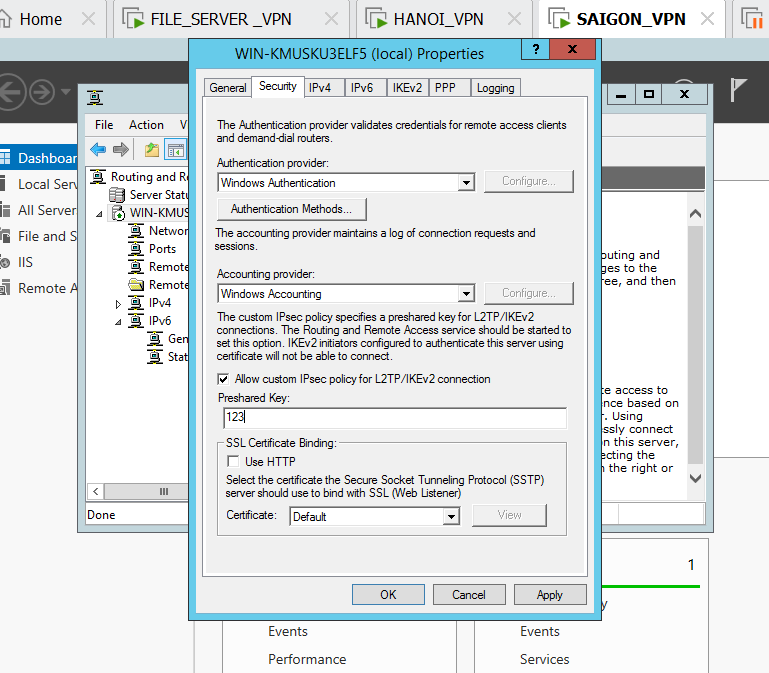 Home
FILE_SERVER _VPN
HANOI_VPN
SAIGON_VPN
WIN-KMUSKU3ELF5 (local) Properties
?
General
Security
IPv4
IPv6
IKEv2
PPP
Logging
The Authentication provider validates credentials for remote access clients
and demand-dial routers.
Authentication provider:
Windows Authentication
Configure...
Authentication Methods...
The accounting provider maintains a log of connection requests and
sessions.
Accounting provider:
Windows Accounting
Configure...
The custom IPsec policy specifies a preshared key for L2TP/IKEv2
connections. The Routing and Remote Access service should be started to
set this option. IKEv2 initiators configured to authenticate this server using
certificate will not be able to connect.
Allow custom IPsec policy for L2TP/IKEv2 connection
Preshared Key:
123
SSL Certificate Binding:
Use HTTP
Select the certificate the Secure Socket Tunneling Protocol (SSTP)
server should use to bind with SSL (Web Listener)
Certificate:
Default
View
OK
Cancel
Apply
File
Action
V
Routing and Re
Server Statu
WIN-KMUS
Networ
Ports
Remote
Remote
IPv4
IPv6
Gen
Stat
Done
Dashboar
Local Serv
All Server
File and S
IIS
Remote A
outing and
ges to the
ree, and then
te access to
nce based on
r. Using
ssly connect
on this server,
ecting the
n the right or
1
y
Events
Performance
Events
Services